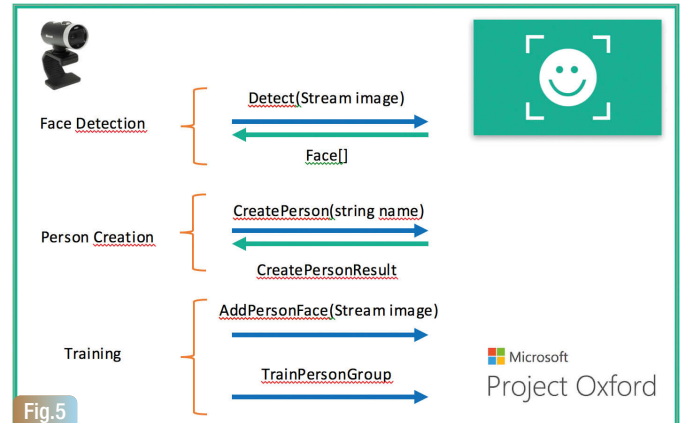 Detect(Stream image)
Face Detection
Face[]
CreatePerson(string name)
Person Creation
CreatePersonResult
AddPersonFace(Stream image)
Training
TrainPersonGroup
Microsoft
Project Oxford
Fig.5